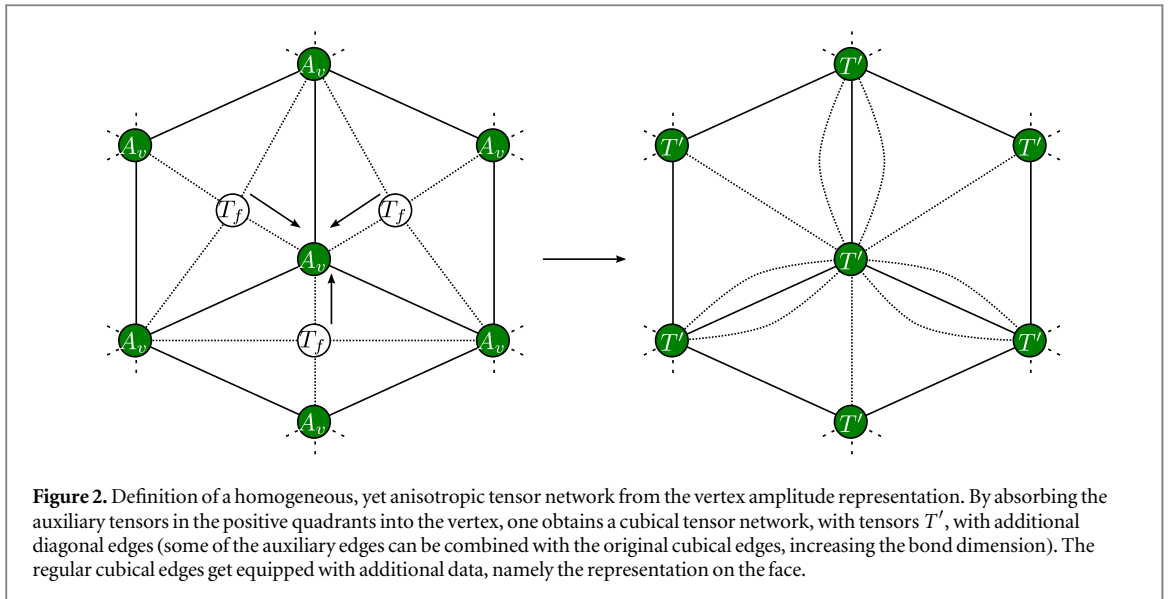 A_v
A_v
A_v
T_f
T_f
A_v
A_v
T_f
A_v
A_v
T′
T′
T′
T′
T′
T′
T′
Figure 2. Definition of a homogeneous, yet anisotropic tensor network from the vertex amplitude representation. By absorbing the
auxiliary tensors in the positive quadrants into the vertex, one obtains a cubical tensor network, with tensors T′, with additional
diagonal edges (some of the auxiliary edges can be combined with the original cubical edges, increasing the bond dimension). The
regular cubical edges get equipped with additional data, namely the representation on the face.